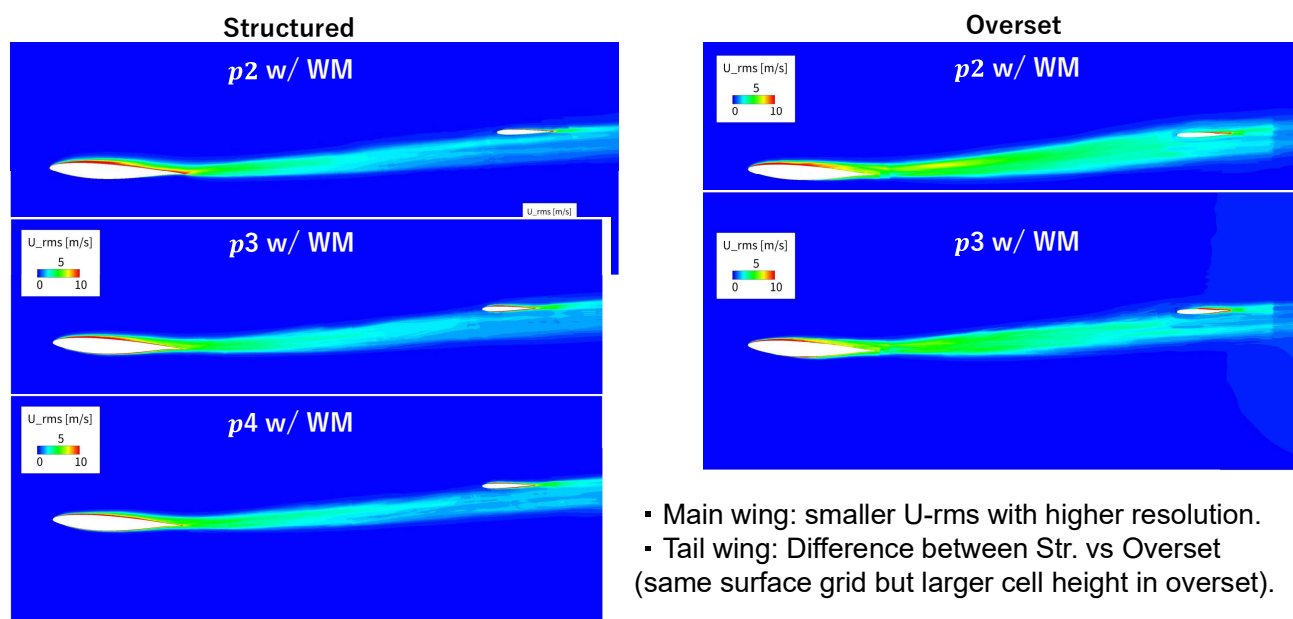 Structured
p2 w/ WM
U_rms [m/s]
U_rms [m/s]
5
0 10
p3 w/ WM
U_rms [m/s]
5
0 10
p4 w/ WM
Overset
U_rms [m/s]
5
0 10
p2 w/ WM
U_rms [m/s]
5
0 10
p3 w/ WM
・Main wing: smaller U-rms with higher resolution.
・Tail wing: Difference between Str. vs Overset
(same surface grid but larger cell height in overset).